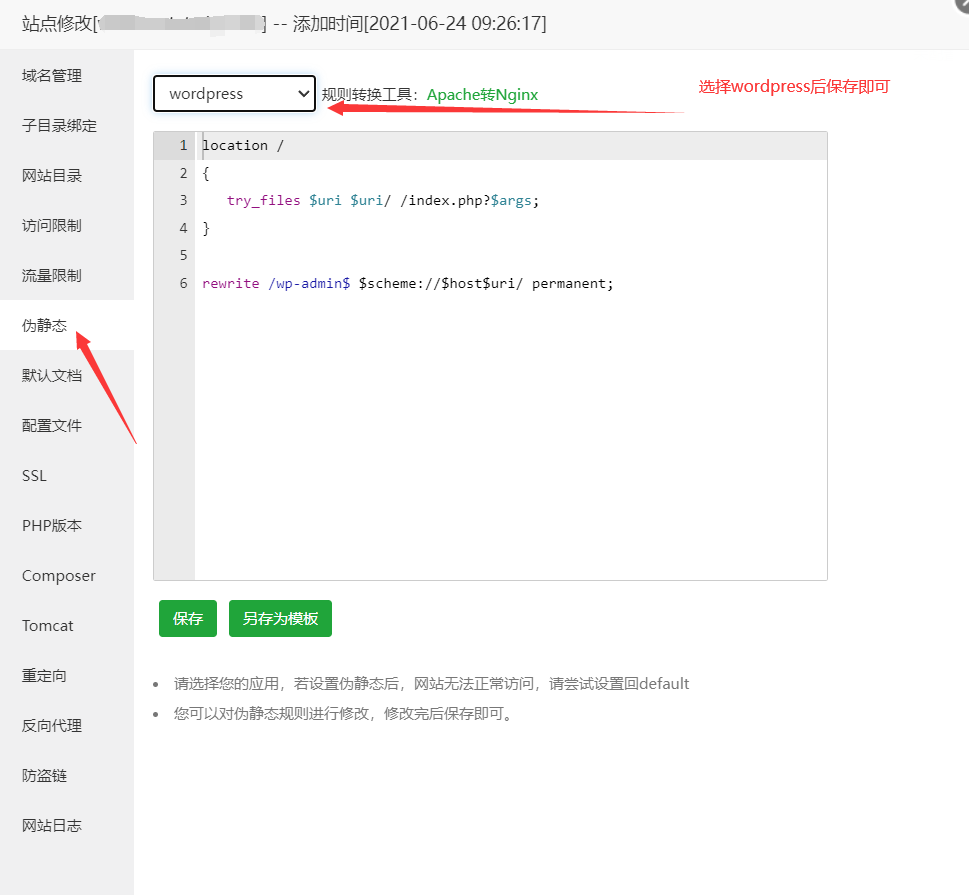 站点修改[] -- 添加时间[2021-06-24 09:26:17]
域名管理
子目录绑定
网站目录
访问限制
流量限制
伪静态
默认文档
配置文件
SSL
PHP版本
Composer
Tomcat
重定向
反向代理
防盗链
网站日志
wordpress 规则转换工具：Apache转Nginx
选择wordpress后保存即可
1 location /
2 {
3 try_files $uri $uri/ /index.php?$args;
4 }
5
6 rewrite /wp-admin$ $scheme://$host$uri/ permanent;
保存 另存为模板
• 请选择您的应用，若设置伪静态后，网站无法正常访问，请尝试设置回default
• 您可以对伪静态规则进行修改，修改完后保存即可。